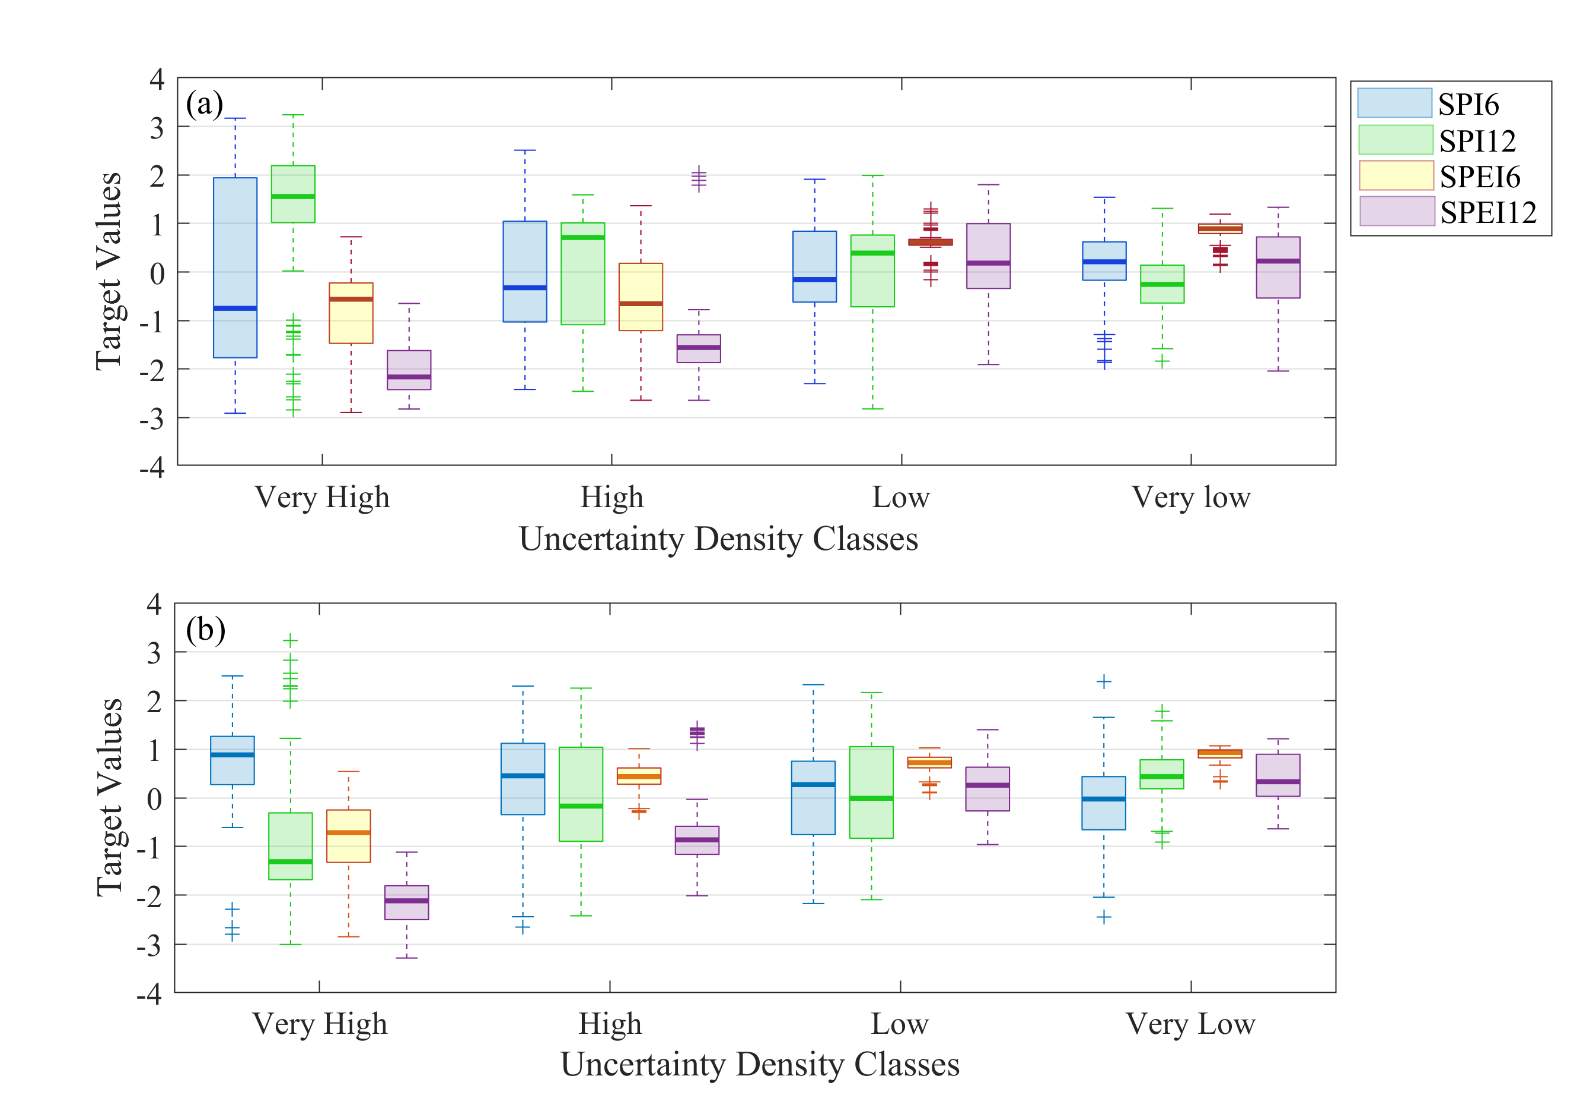 (a)
4
3
2
1
0
-1
-2
-3
-4
Target Values
Very High High Low Very low
Uncertainty Density Classes
SPI6
SPI12
SPEI6
SPEI12
(b)
4
3
2
1
0
-1
-2
-3
-4
Target Values
Very High High Low Very Low
Uncertainty Density Classes